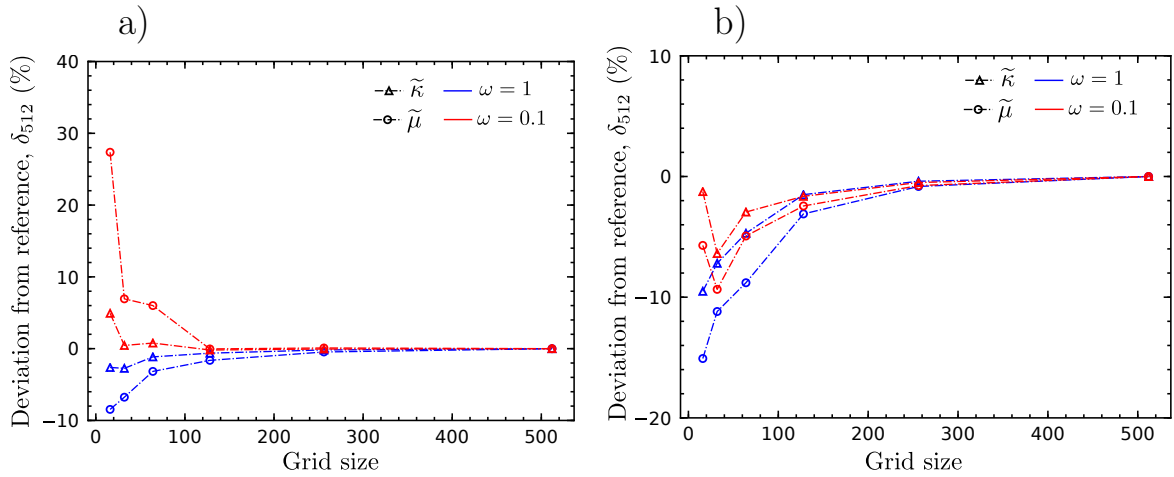 a)
Deviation from reference, δ₅₁₂ (%)
40
30
20
10
0
−10
0
100
200
300
400
500
Grid size
κ̃
μ̃
ω = 1
ω = 0.1
b)
Deviation from reference, δ₅₁₂ (%)
10
0
−10
−20
0
100
200
300
400
500
Grid size
κ̃
μ̃
ω = 1
ω = 0.1